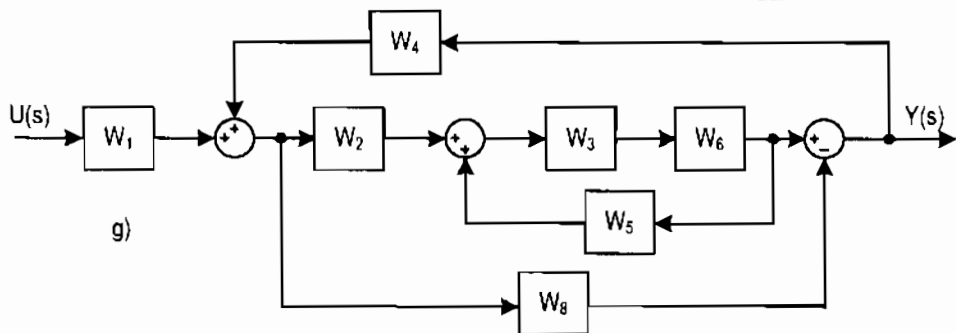 W4
U(s)
W1
+ +
W2
+ +
W3
W6
+ −
Y(s)
W5
g)
W8